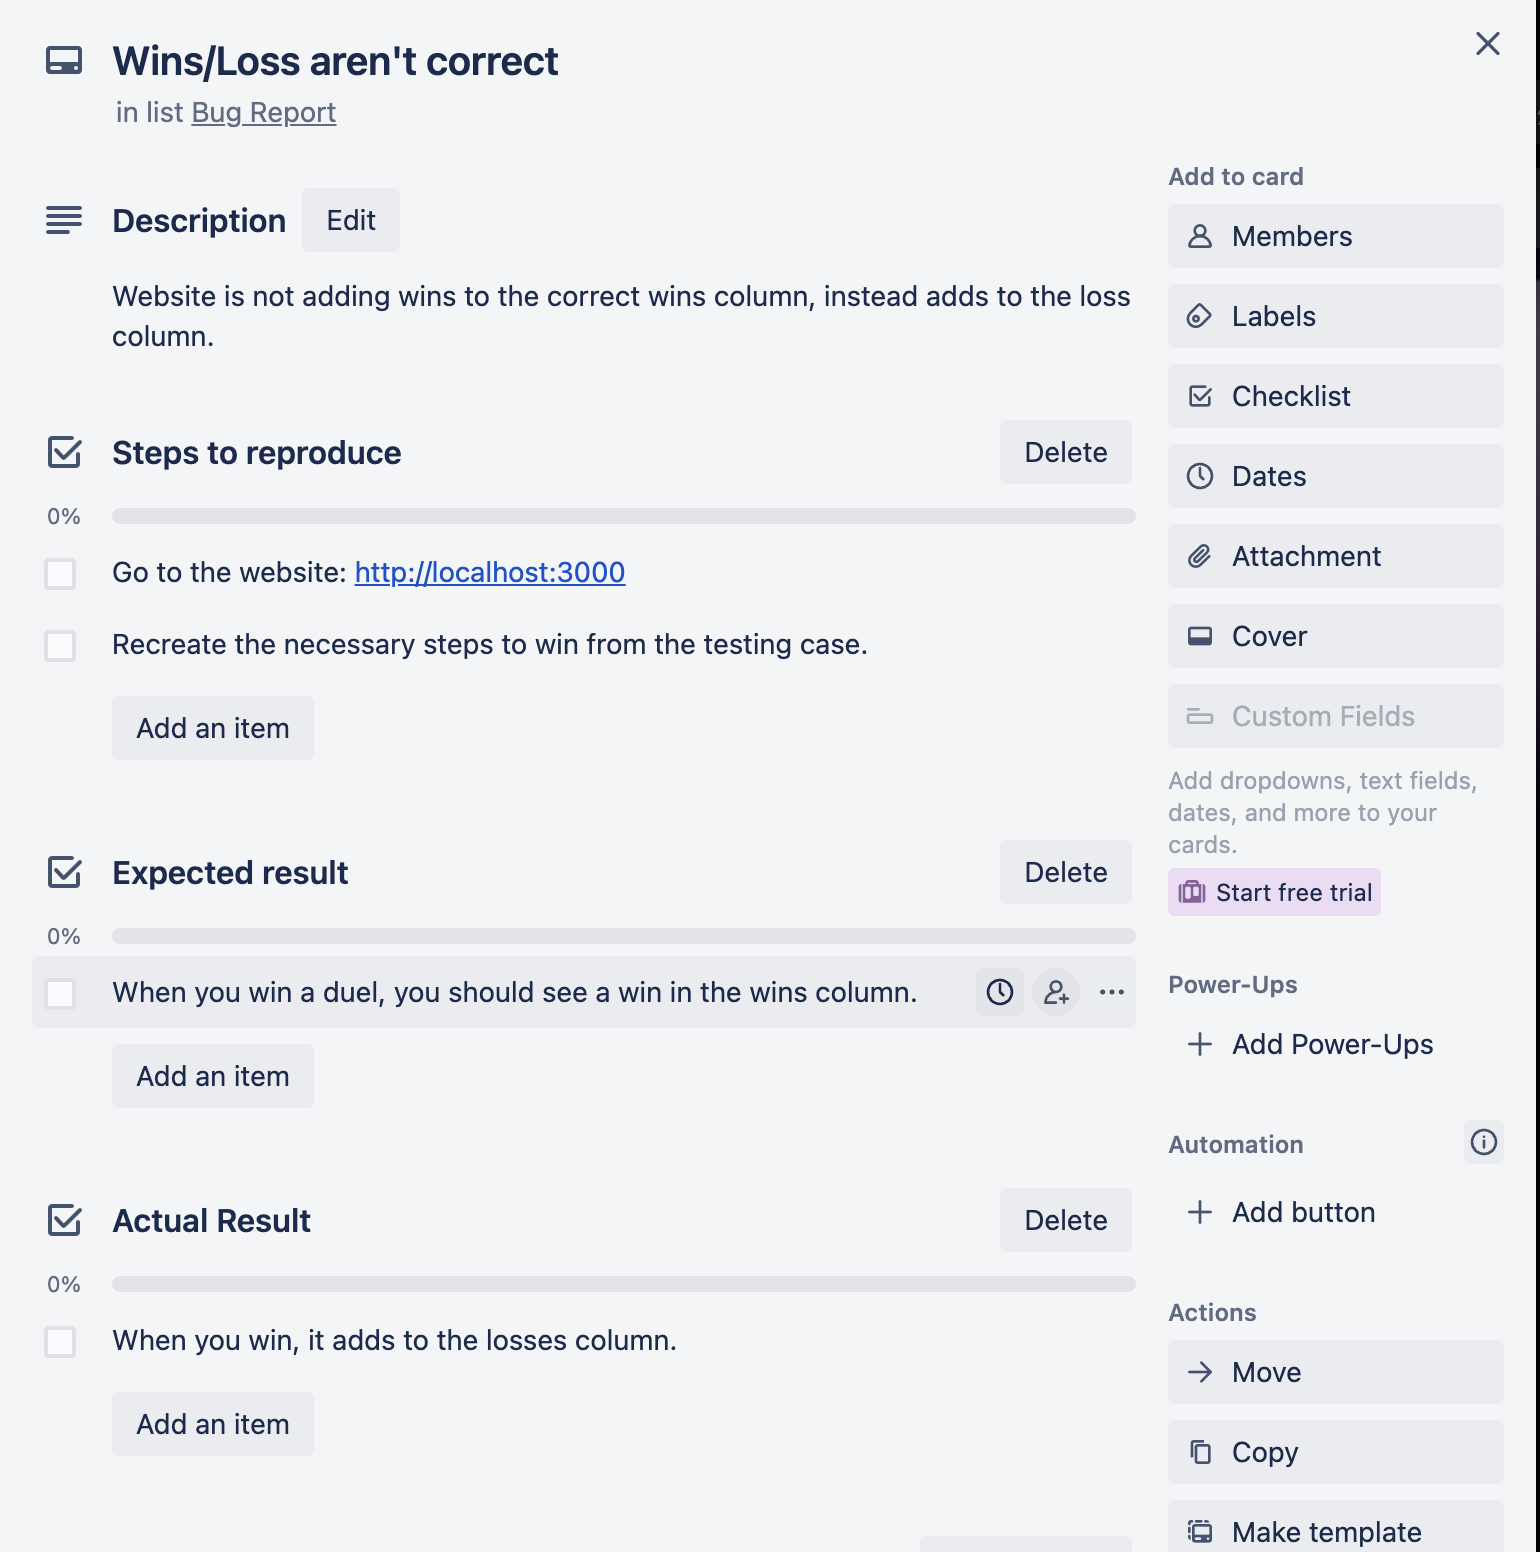 Wins/Loss aren't correct
in list Bug Report
Description
Edit
Website is not adding wins to the correct wins column, instead adds to the loss
column.
Steps to reproduce
Delete
0%
Go to the website: http://localhost:3000
Recreate the necessary steps to win from the testing case.
Add an item
Expected result
Delete
0%
When you win a duel, you should see a win in the wins column.
Add an item
Actual Result
Delete
0%
When you win, it adds to the losses column.
Add an item
Add to card
Members
Labels
Checklist
Dates
Attachment
Cover
Custom Fields
Add dropdowns, text fields,
dates, and more to your
cards.
Start free trial
Power-Ups
Add Power-Ups
Automation
Add button
Actions
Move
Copy
Make template